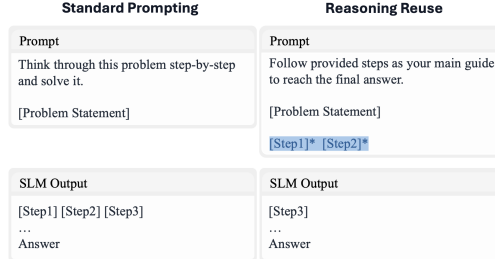 Standard Prompting
Prompt
Think through this problem step-by-step
and solve it.
[Problem Statement]
SLM Output
[Step1] [Step2] [Step3]
...
Answer
Reasoning Reuse
Prompt
Follow provided steps as your main guide
to reach the final answer.
[Problem Statement]
[Step1]* [Step2]*
SLM Output
[Step3]
...
Answer